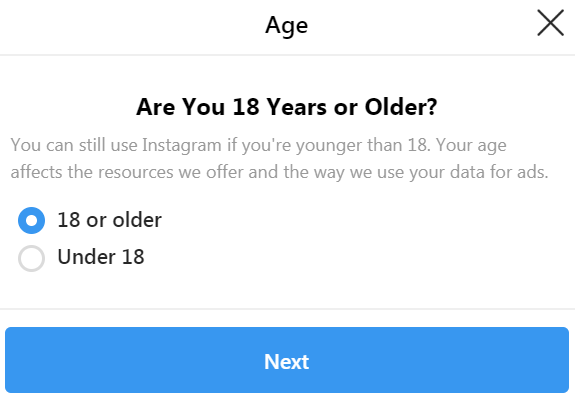 Age
Are You 18 Years or Older?
You can still use Instagram if you're younger than 18. Your age
affects the resources we offer and the way we use your data for ads.
18 or older
Under 18
Next